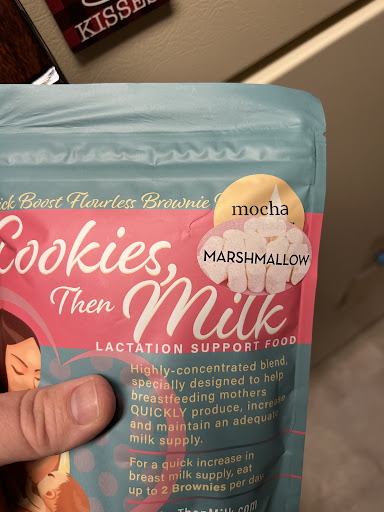 KISSES
Boost Flourless Brownie
mocha
MARSHMALLOW
Cookies,
Then
Milk
LACTATION SUPPORT FOOD
Highly-concentrated blend,
specially designed to help
breastfeeding mothers
QUICKLY produce, increase
and maintain an adequate
milk supply.
For a quick increase in
breast milk supply, eat
up to 2 Brownies per day
ThenMilk.com